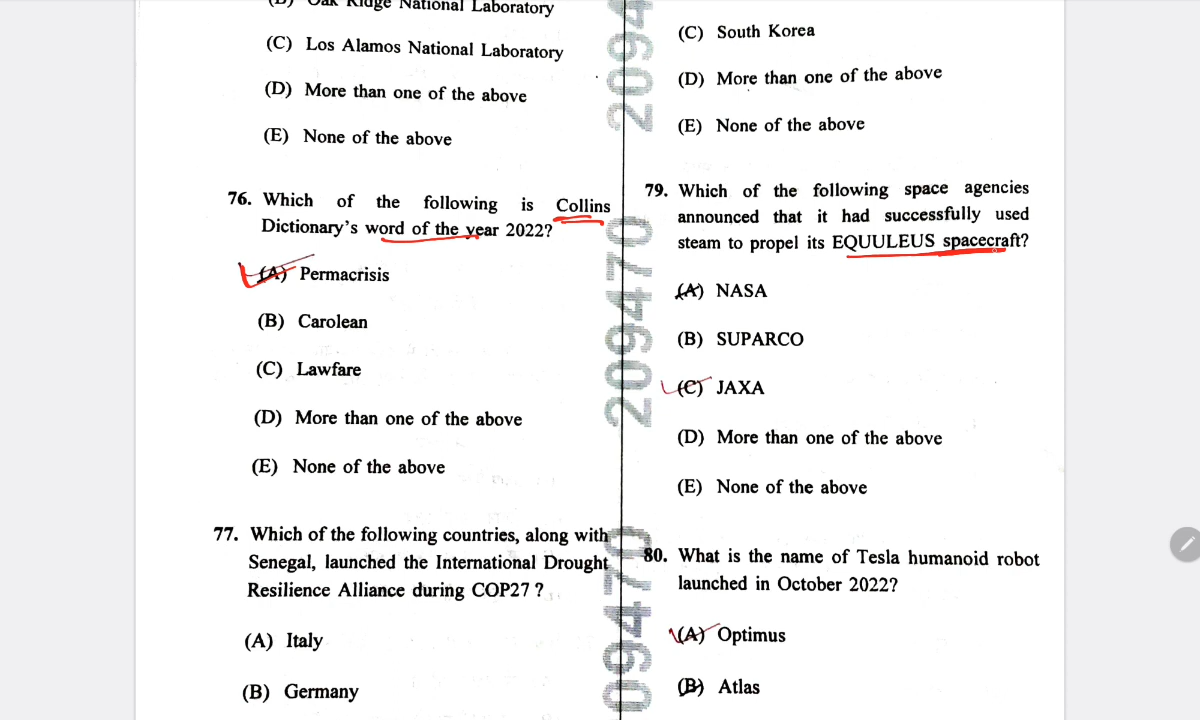 (B) Oak Ridge National Laboratory
(C) Los Alamos National Laboratory
(D) More than one of the above
(E) None of the above
76. Which of the following is Collins
Dictionary's word of the year 2022?
(A) Permacrisis
(B) Carolean
(C) Lawfare
(D) More than one of the above
(E) None of the above
77. Which of the following countries, along with
Senegal, launched the International Drought
Resilience Alliance during COP27 ?
(A) Italy
(B) Germany
2094
209470
09470
(C) South Korea
(D) More than one of the above
(E) None of the above
79. Which of the following space agencies
announced that it had successfully used
steam to propel its EQUULEUS spacecraft?
(A) NASA
(B) SUPARCO
(C) JAXA
(D) More than one of the above
(E) None of the above
80. What is the name of Tesla humanoid robot
launched in October 2022?
(A) Optimus
(B) Atlas